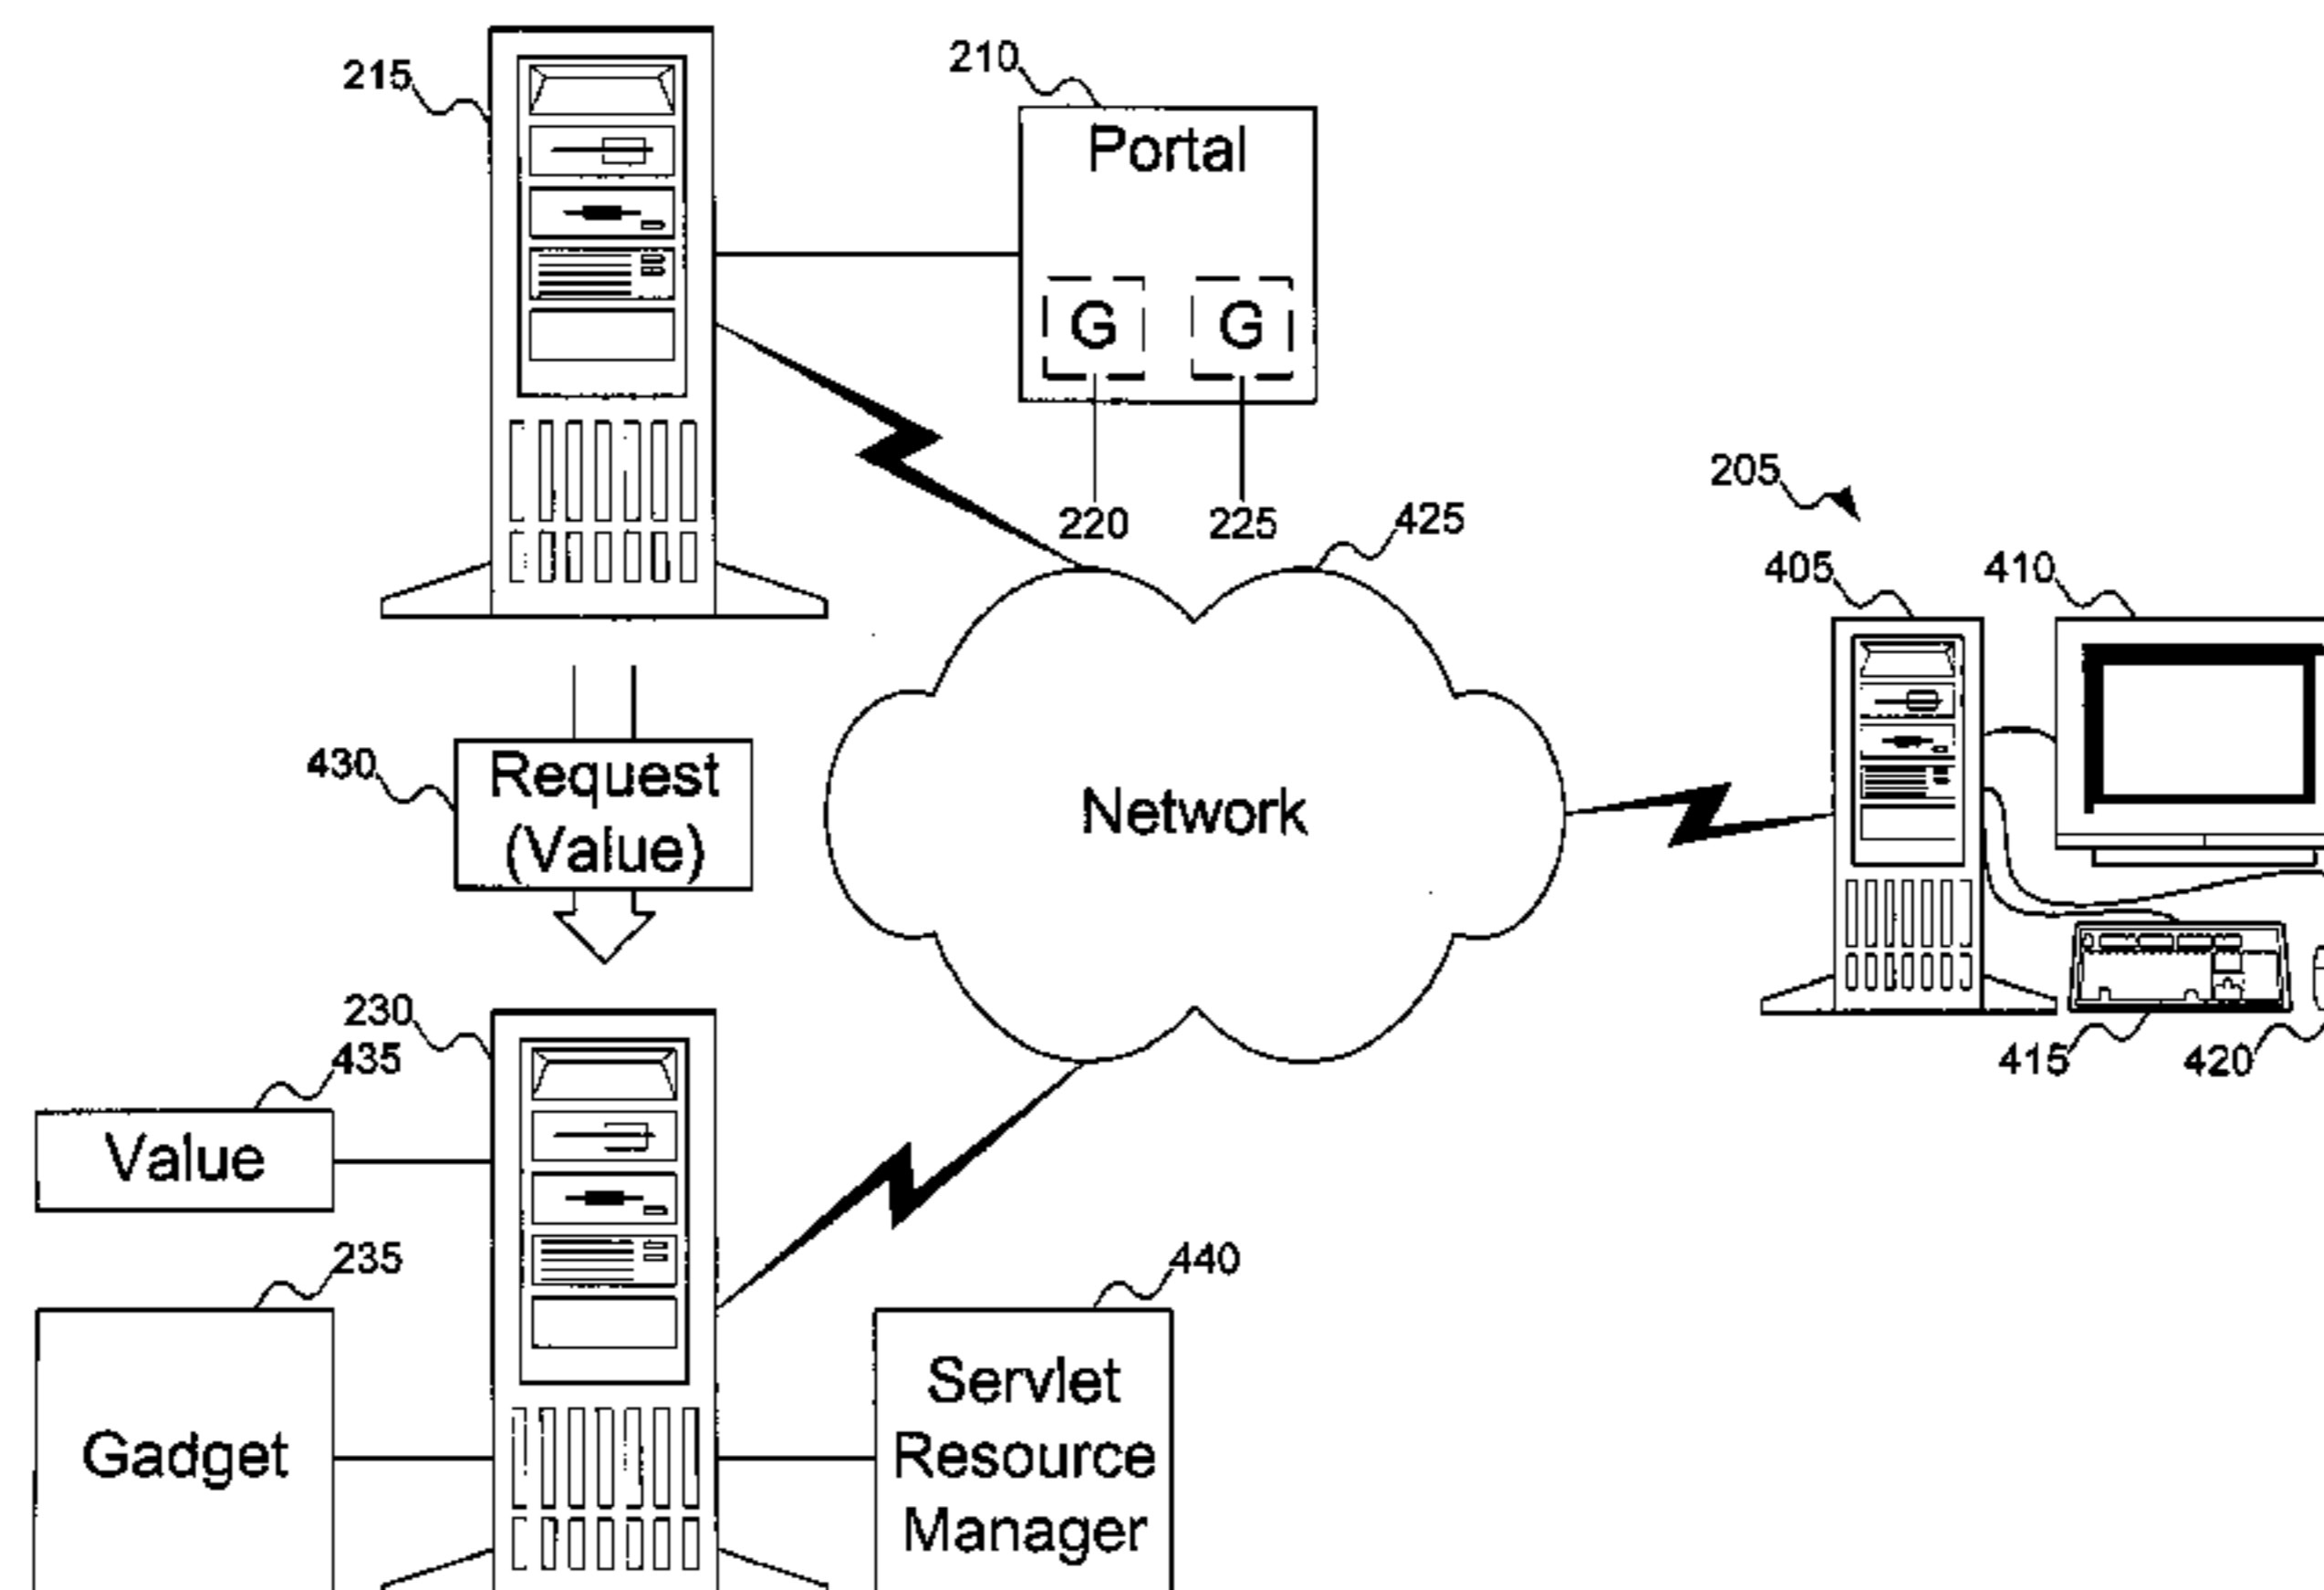 215
210
Portal
G G
220 225
425
205
405
410
430
Request
(Value)
Network
230
435
Value
415
420
235
Gadget
440
Servlet
Resource
Manager